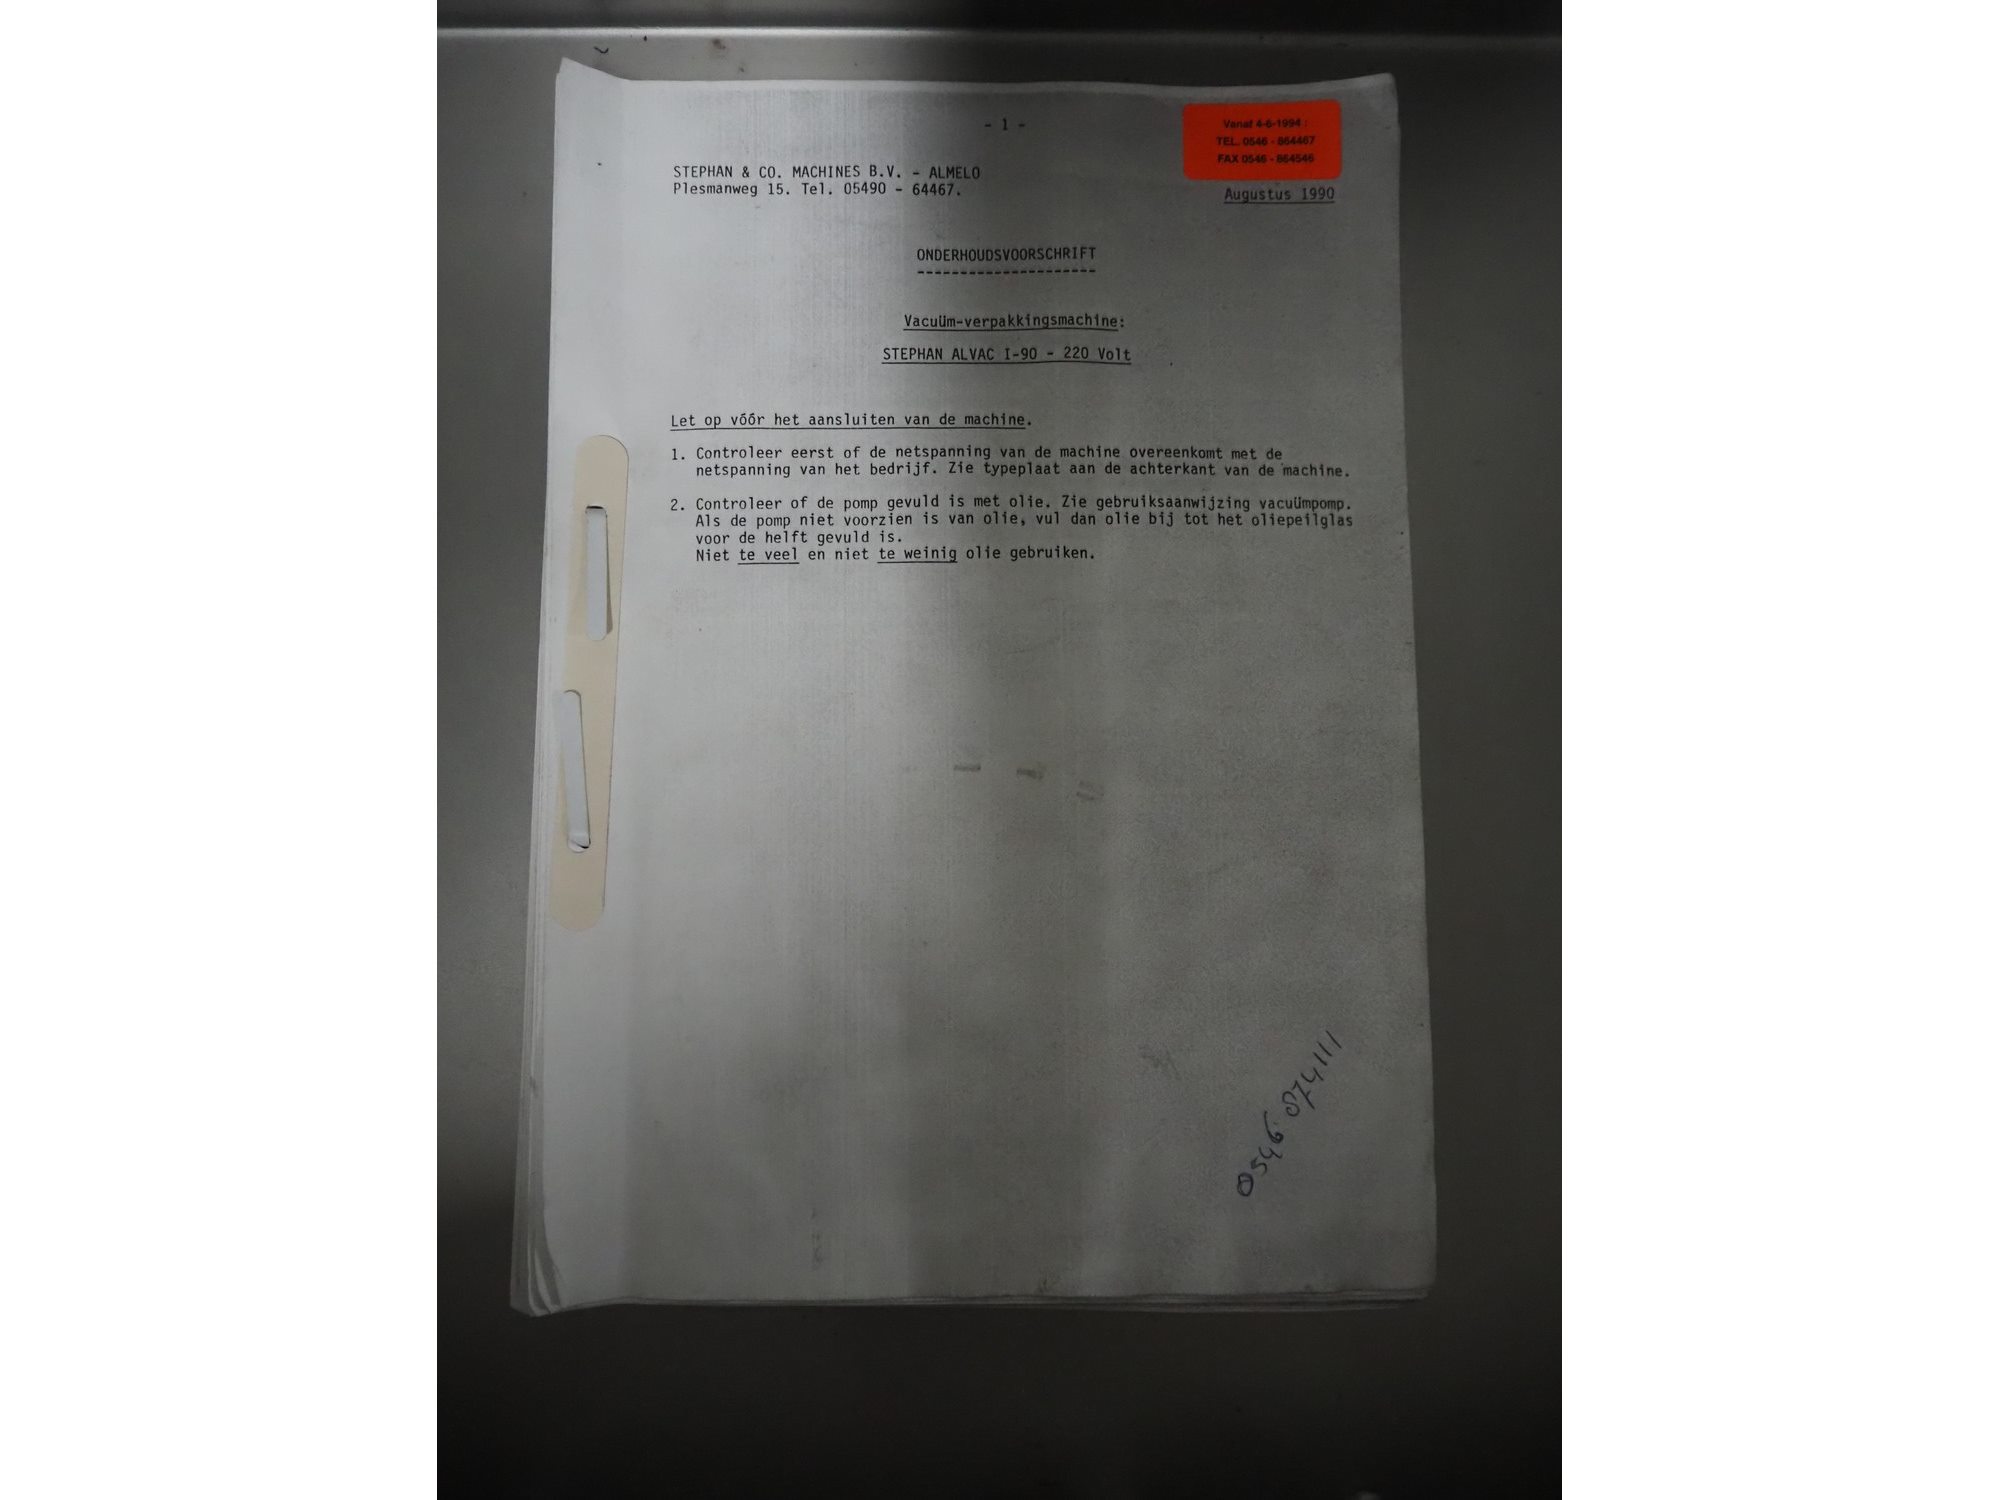 - 1 -
Vanaf 4-6-1994 :
TEL. 0546 - 864467
FAX 0546 - 864546
STEPHAN & CO. MACHINES B.V. - ALMELO
Plesmanweg 15. Tel. 05490 - 64467.
Augustus 1990
ONDERHOUDSVOORSCHRIFT
---------------------
Vacuüm-verpakkingsmachine:
STEPHAN ALVAC I-90 - 220 Volt
Let op vóór het aansluiten van de machine.
1. Controleer eerst of de netspanning van de machine overeenkomt met de
netspanning van het bedrijf. Zie typeplaat aan de achterkant van de machine.
2. Controleer of de pomp gevuld is met olie. Zie gebruiksaanwijzing vacuümpomp.
Als de pomp niet voorzien is van olie, vul dan olie bij tot het oliepeilglas
voor de helft gevuld is.
Niet te veel en niet te weinig olie gebruiken.
0546.874111